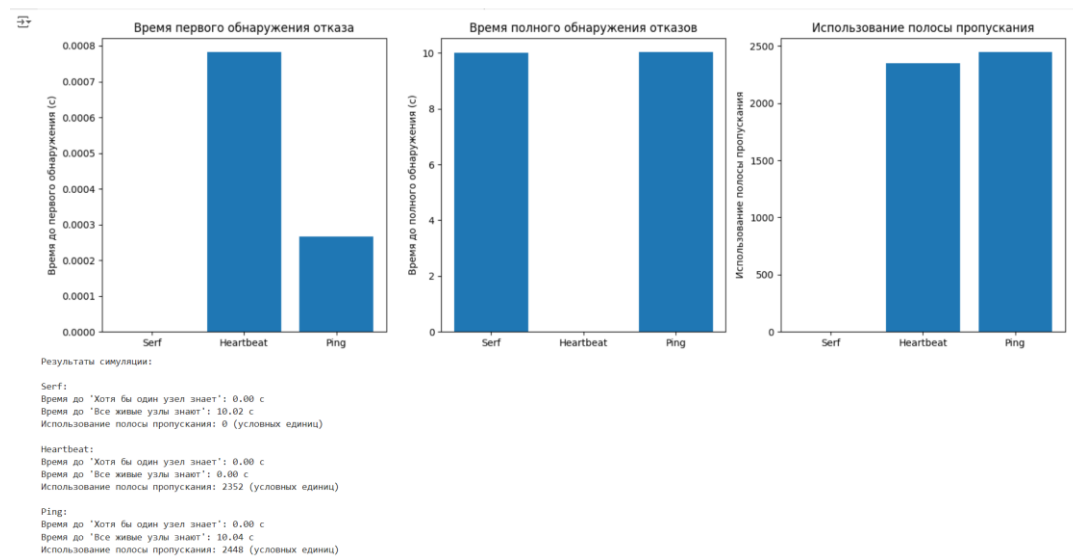 Время первого обнаружения отказа
Время до первого обнаружения (с)
0.0008
0.0007
0.0006
0.0005
0.0004
0.0003
0.0002
0.0001
0.0000
Serf Heartbeat Ping
Время полного обнаружения отказов
Время до полного обнаружения (с)
10
8
6
4
2
0
Serf Heartbeat Ping
Использование полосы пропускания
Использование полосы пропускания
2500
2000
1500
1000
500
0
Serf Heartbeat Ping
Результаты симуляции:
Serf:
Время до 'Хотя бы один узел знает': 0.00 с
Время до 'Все живые узлы знают': 10.02 с
Использование полосы пропускания: 0 (условных единиц)
Heartbeat:
Время до 'Хотя бы один узел знает': 0.00 с
Время до 'Все живые узлы знают': 0.00 с
Использование полосы пропускания: 2352 (условных единиц)
Ping:
Время до 'Хотя бы один узел знает': 0.00 с
Время до 'Все живые узлы знают': 10.04 с
Использование полосы пропускания: 2448 (условных единиц)